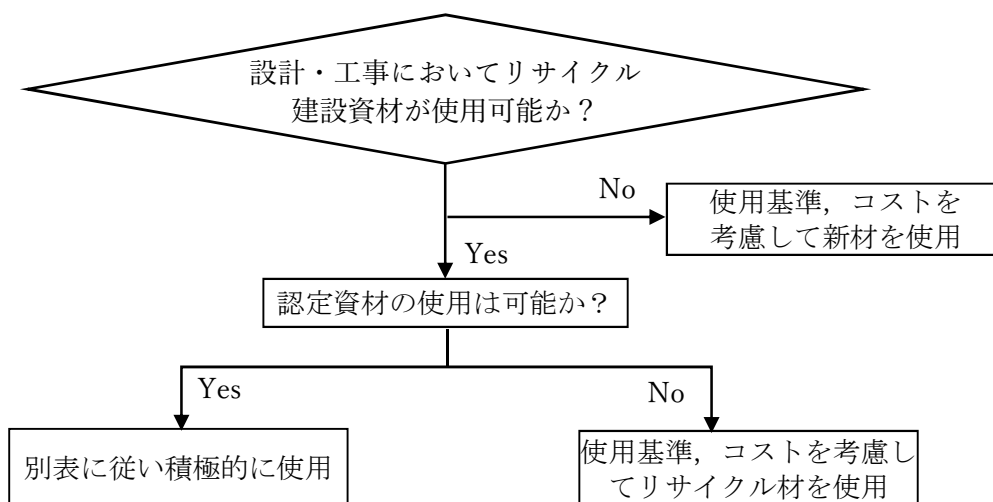 設計・工事においてリサイクル
建設資材が使用可能か？
No
使用基準，コストを
考慮して新材を使用
Yes
認定資材の使用は可能か？
Yes
No
別表に従い積極的に使用
使用基準，コストを考慮し
てリサイクル材を使用